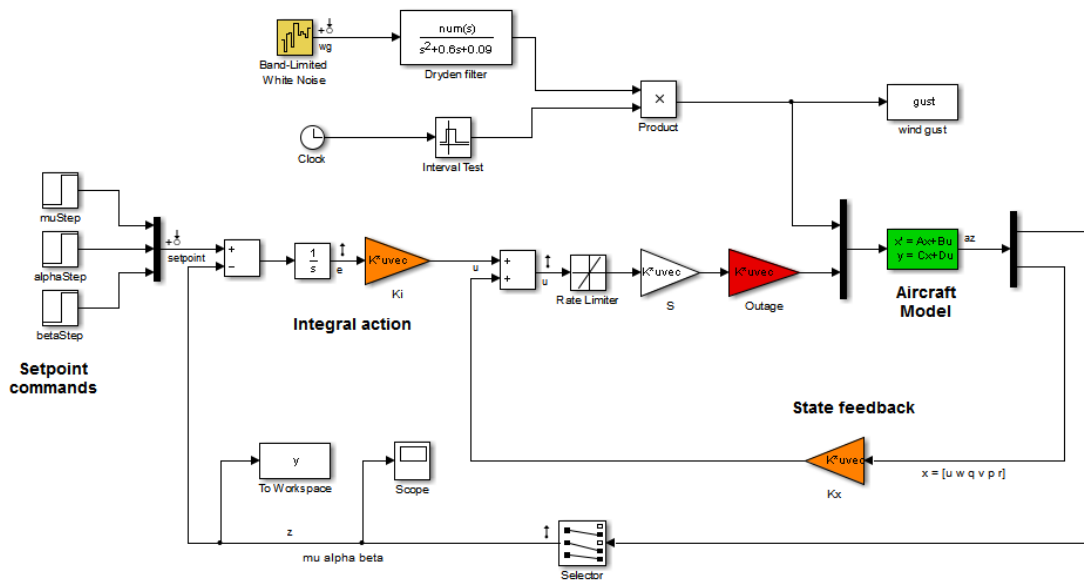 num(s)
s²+0.6s+0.09
wg
Band-Limited
White Noise
Dryden filter
×
Product
gust
wind gust
Clock
Interval Test
muStep
alphaStep
betaStep
Setpoint
commands
setpoint
+
−
1
s
e
K*uvec
Ki
Integral action
u
+
+
u
Rate Limiter
K*uvec
S
K*uvec
Outage
x' = Ax+Bu
y = Cx+Du
az
Aircraft
Model
State feedback
K*uvec
Kx
x = [u w q v p r]
y
To Workspace
Scope
z
mu alpha beta
Selector